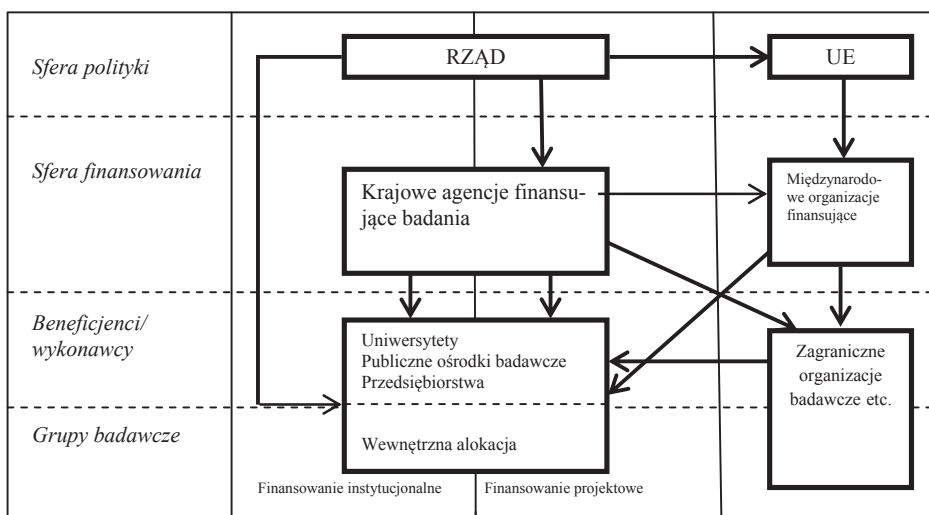 Sfera polityki
RZĄD
UE
Sfera finansowania
Krajowe agencje finansu-
jące badania
Międzynarodo-
we organizacje
finansujące
Beneficjenci/
wykonawcy
Uniwersytety
Publiczne ośrodki badawcze
Przedsiębiorstwa
Zagraniczne
organizacje
badawcze etc.
Grupy badawcze
Wewnętrzna alokacja
Finansowanie instytucjonalne
Finansowanie projektowe